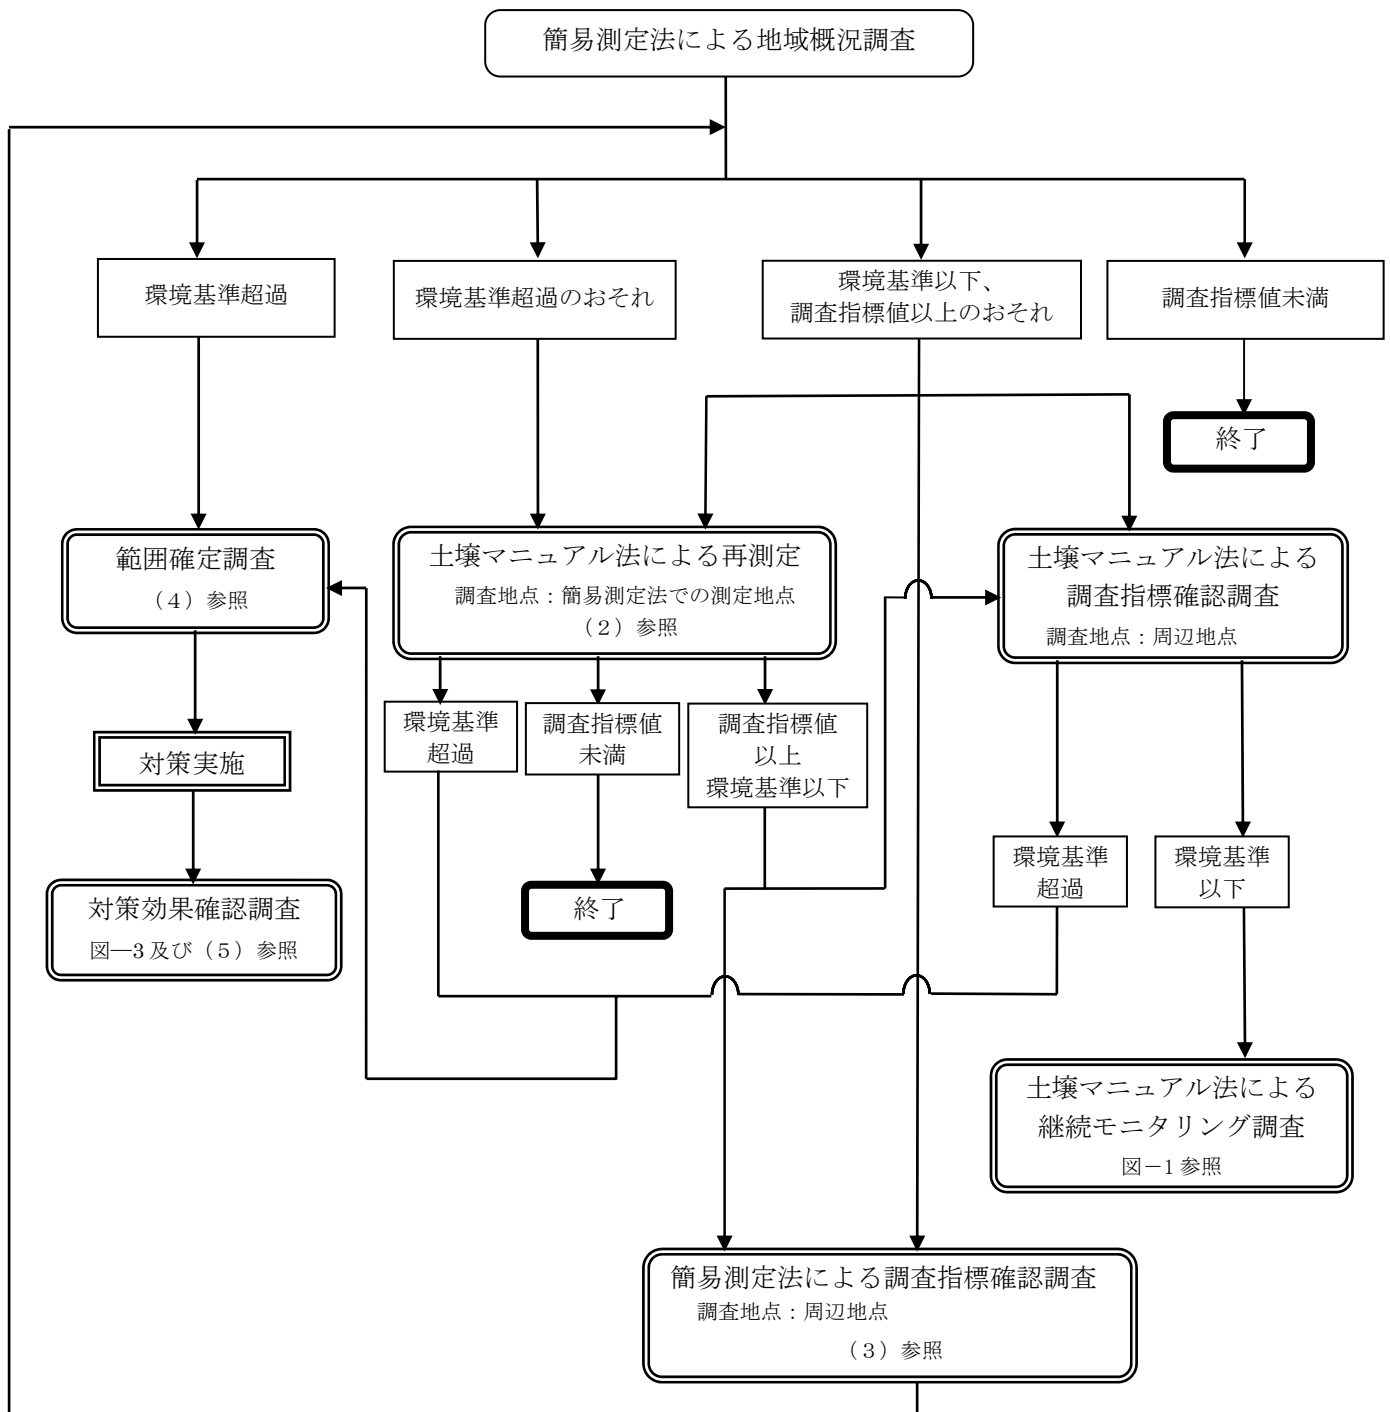 簡易測定法による地域概況調査
環境基準超過
環境基準超過のおそれ
環境基準以下、
調査指標値以上のおそれ
調査指標値未満
終了
範囲確定調査
（４）参照
土壌マニュアル法による再測定
調査地点：簡易測定法での測定地点
（２）参照
土壌マニュアル法による
調査指標確認調査
調査地点：周辺地点
環境基準
超過
調査指標値
未満
調査指標値
以上
環境基準以下
対策実施
環境基準
超過
環境基準
以下
対策効果確認調査
図―3及び（５）参照
終了
土壌マニュアル法による
継続モニタリング調査
図－1参照
簡易測定法による調査指標確認調査
調査地点：周辺地点
（３）参照